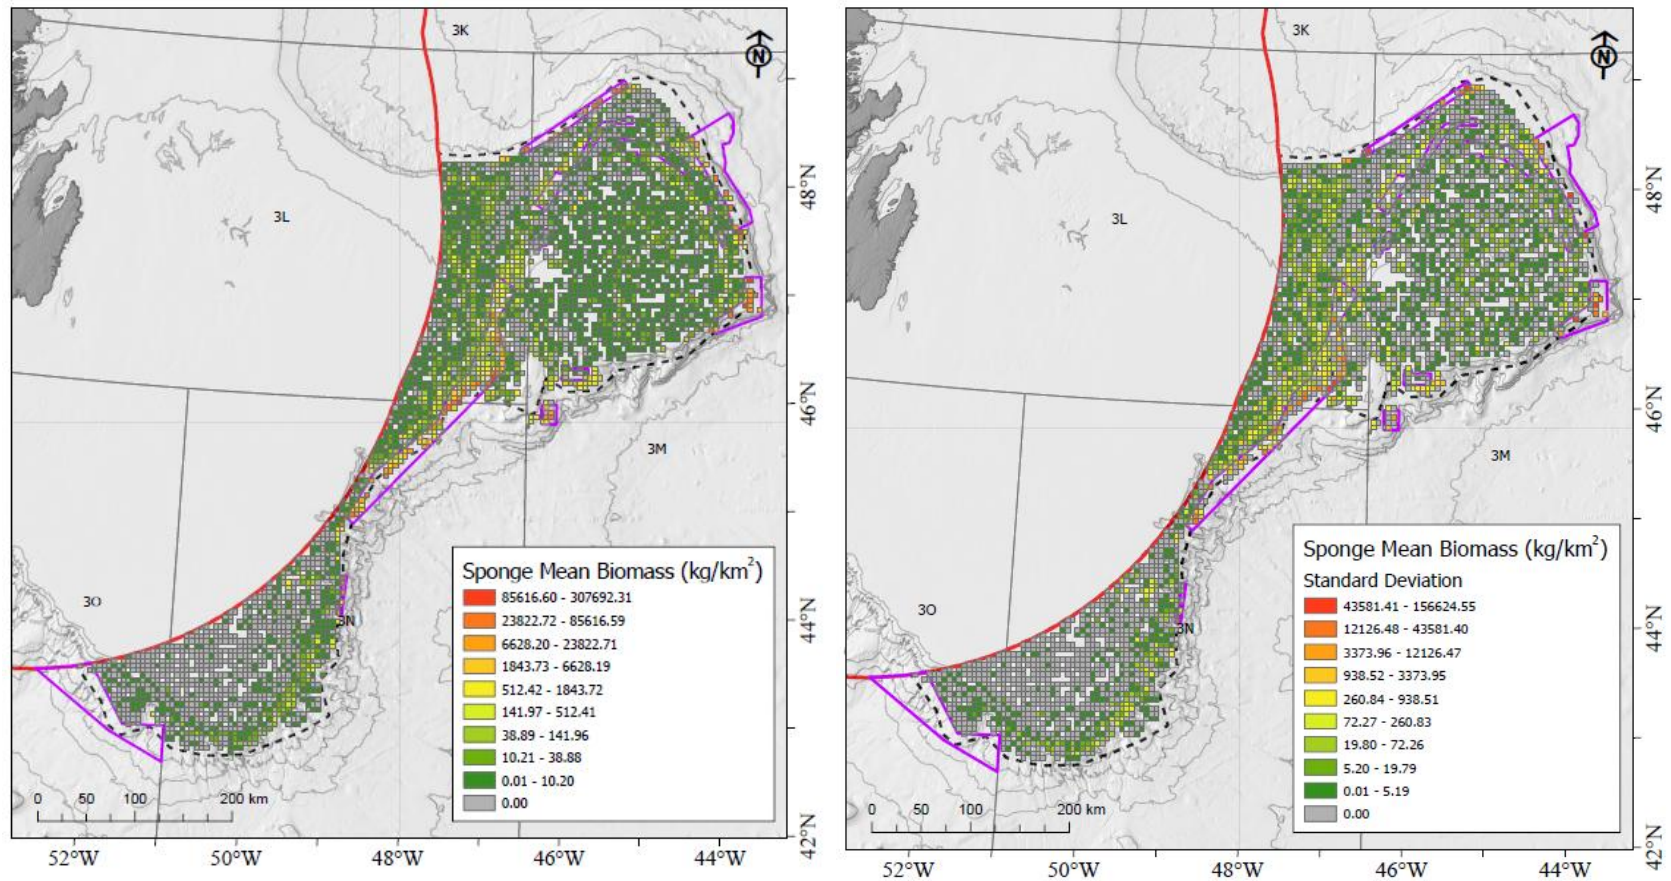 3K
N
3L
3M
3O
3N
48°N
46°N
44°N
42°N
Sponge Mean Biomass (kg/km²)
85616.60 - 307692.31
23822.72 - 85616.59
6628.20 - 23822.71
1843.73 - 6628.19
512.42 - 1843.72
141.97 - 512.41
38.89 - 141.96
10.21 - 38.88
0.01 - 10.20
0.00
0 50 100 200 km
52°W 50°W 48°W 46°W 44°W
3K
N
3L
3M
3O
3N
48°N
46°N
44°N
42°N
Sponge Mean Biomass (kg/km²)
Standard Deviation
43581.41 - 156624.55
12126.48 - 43581.40
3373.96 - 12126.47
938.52 - 3373.95
260.84 - 938.51
72.27 - 260.83
19.80 - 72.26
5.20 - 19.79
0.01 - 5.19
0.00
0 50 100 200 km
52°W 50°W 48°W 46°W 44°W